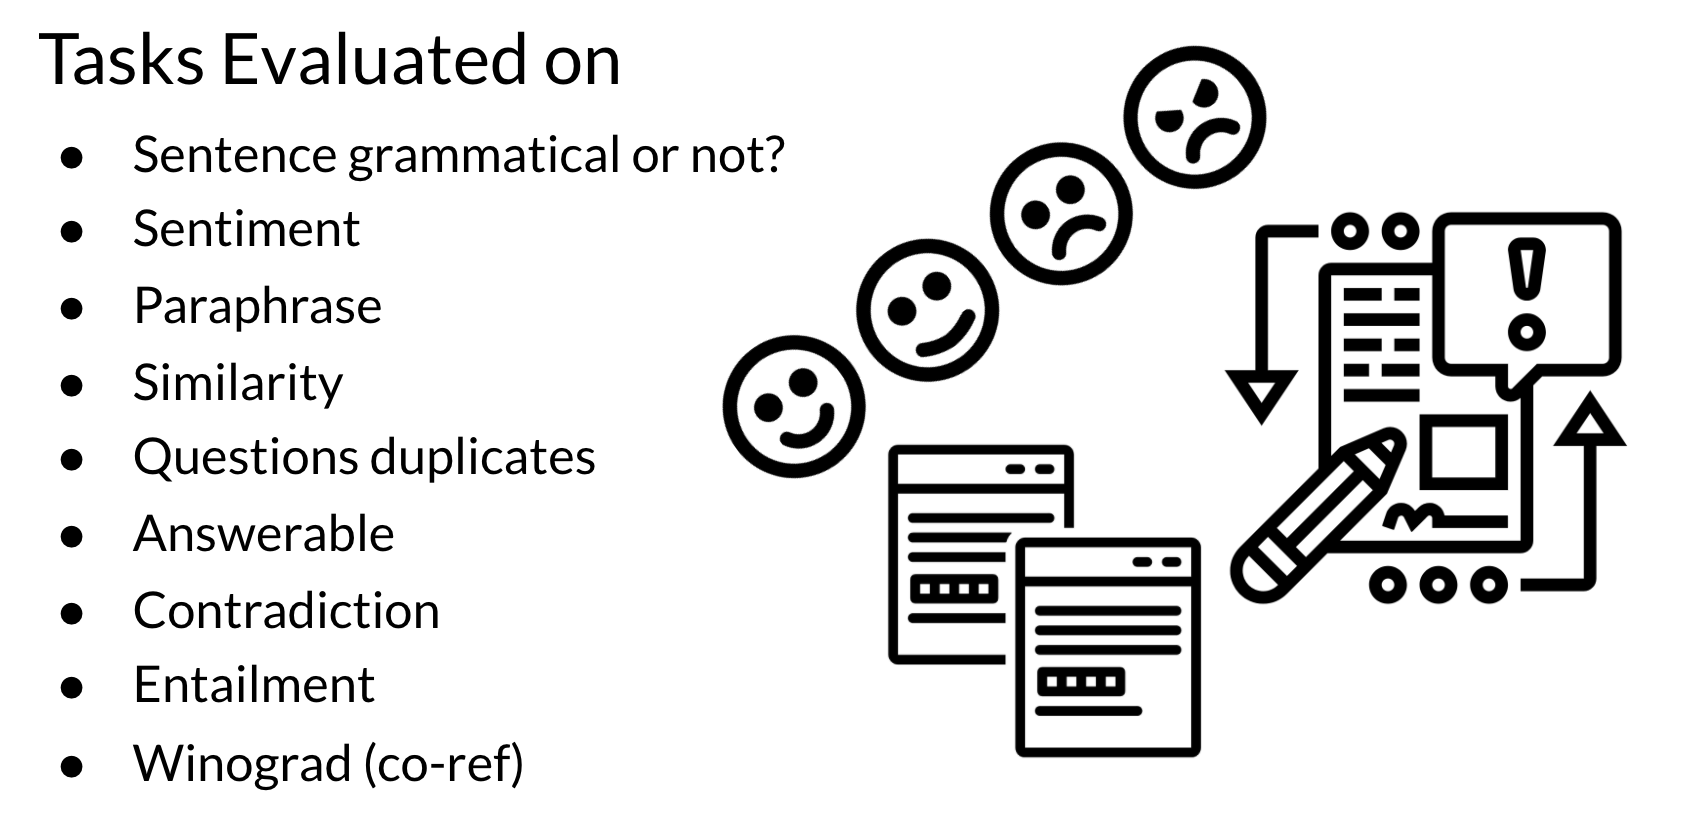 Tasks Evaluated on
● Sentence grammatical or not?
● Sentiment
● Paraphrase
● Similarity
● Questions duplicates
● Answerable
● Contradiction
● Entailment
● Winograd (co-ref)